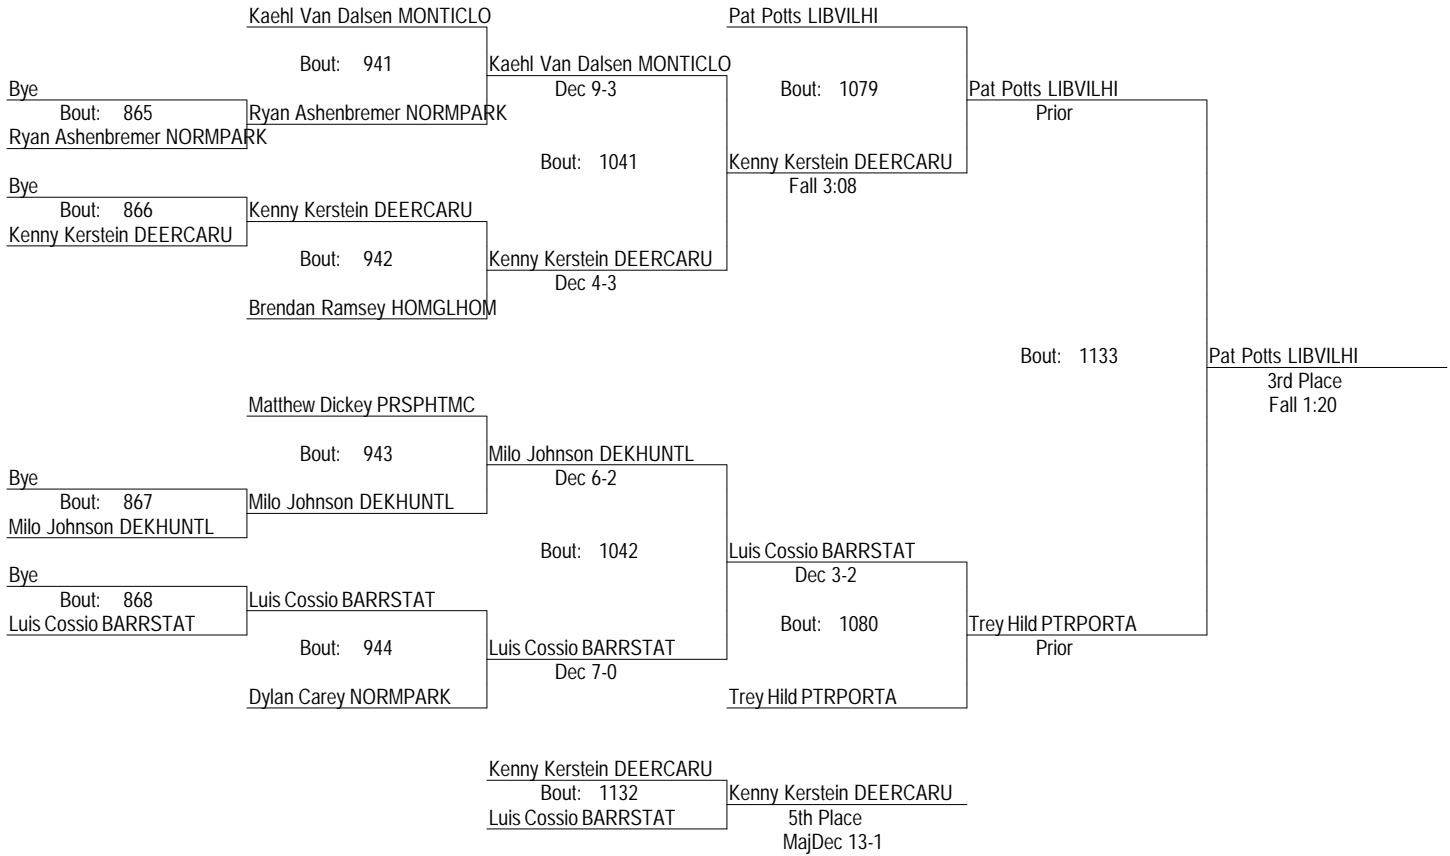 Kaehl Van Dalsen MONTICLO
Pat Potts LIBVILHI
Bout: 941
Kaehl Van Dalsen MONTICLO
Dec 9-3
Bye
Bout: 865
Ryan Ashenbremer NORMPARK
Ryan Ashenbremer NORMPARK
Bout: 1079
Pat Potts LIBVILHI
Prior
Bout: 1041
Kenny Kerstein DEERCARU
Fall 3:08
Bye
Bout: 866
Kenny Kerstein DEERCARU
Kenny Kerstein DEERCARU
Bout: 942
Kenny Kerstein DEERCARU
Dec 4-3
Brendan Ramsey HOMGLHOM
Bout: 1133
Pat Potts LIBVILHI
3rd Place
Fall 1:20
Matthew Dickey PRSPHTMC
Bout: 943
Milo Johnson DEKHUNTL
Dec 6-2
Bye
Bout: 867
Milo Johnson DEKHUNTL
Milo Johnson DEKHUNTL
Bout: 1042
Luis Cossio BARRSTAT
Dec 3-2
Bye
Bout: 868
Luis Cossio BARRSTAT
Luis Cossio BARRSTAT
Bout: 1080
Trey Hild PTRPORTA
Prior
Bout: 944
Luis Cossio BARRSTAT
Dec 7-0
Dylan Carey NORMPARK
Trey Hild PTRPORTA
Kenny Kerstein DEERCARU
Bout: 1132
Kenny Kerstein DEERCARU
Luis Cossio BARRSTAT
5th Place
MajDec 13-1